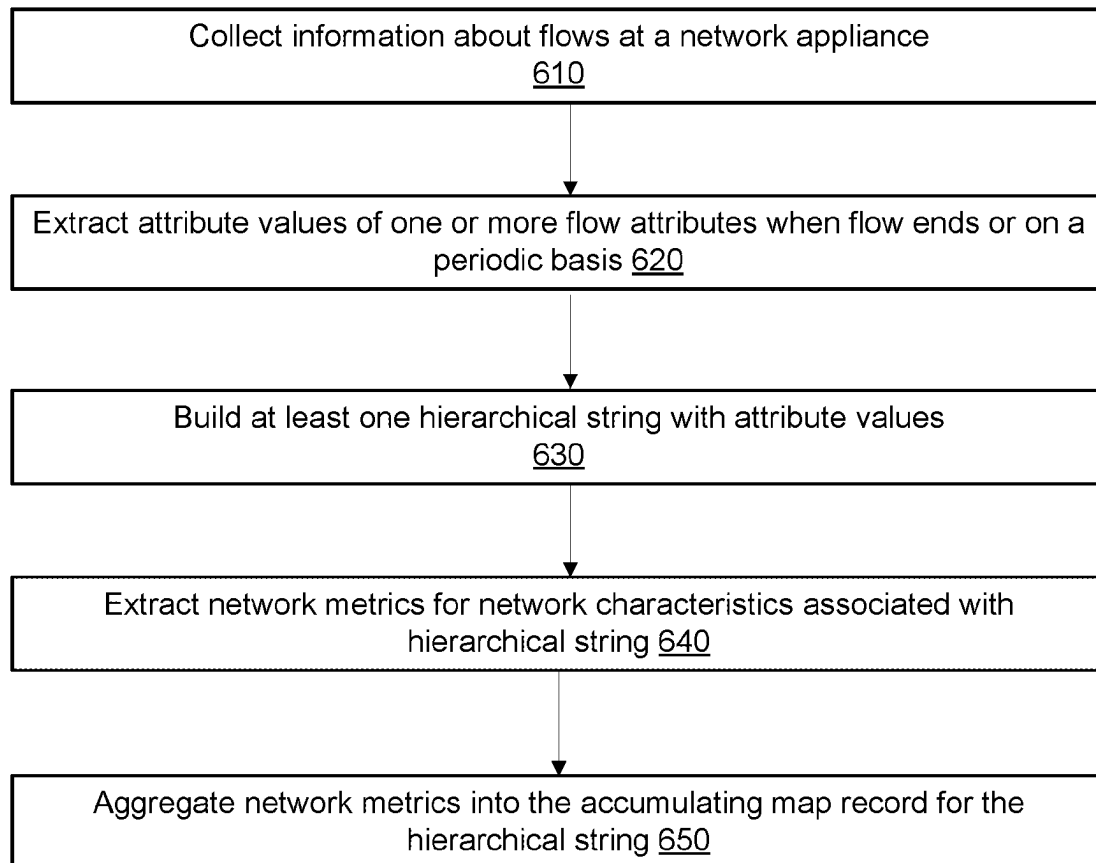 Collect information about flows at a network appliance
610
Extract attribute values of one or more flow attributes when flow ends or on a
periodic basis 620
Build at least one hierarchical string with attribute values
630
Extract network metrics for network characteristics associated with
hierarchical string 640
Aggregate network metrics into the accumulating map record for the
hierarchical string 650